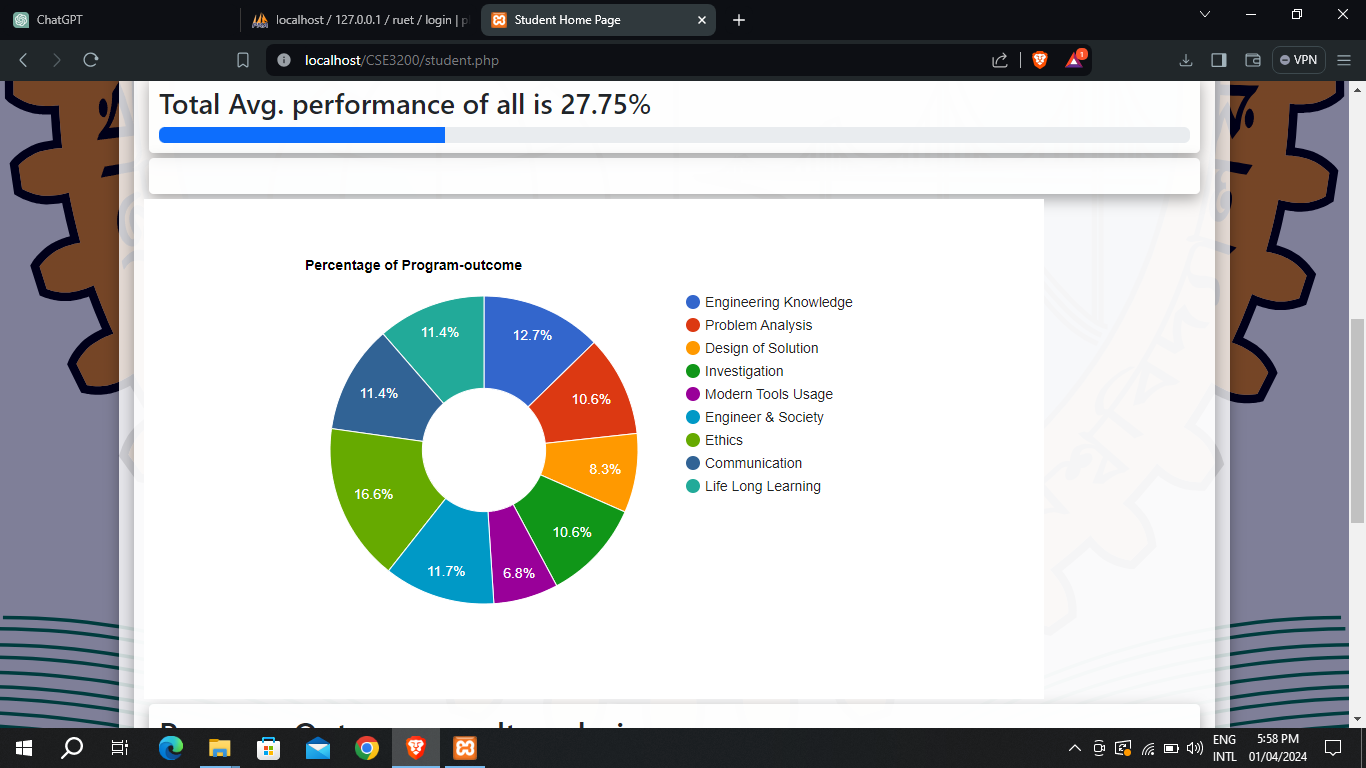 ChatGPT
localhost / 127.0.0.1 / ruet / login | p
Student Home Page
localhost/CSE3200/student.php
1
VPN
Total Avg. performance of all is 27.75%
Percentage of Program-outcome
12.7%
10.6%
8.3%
10.6%
6.8%
11.7%
16.6%
11.4%
11.4%
Engineering Knowledge
Problem Analysis
Design of Solution
Investigation
Modern Tools Usage
Engineer & Society
Ethics
Communication
Life Long Learning
ENG
INTL
5:58 PM
01/04/2024